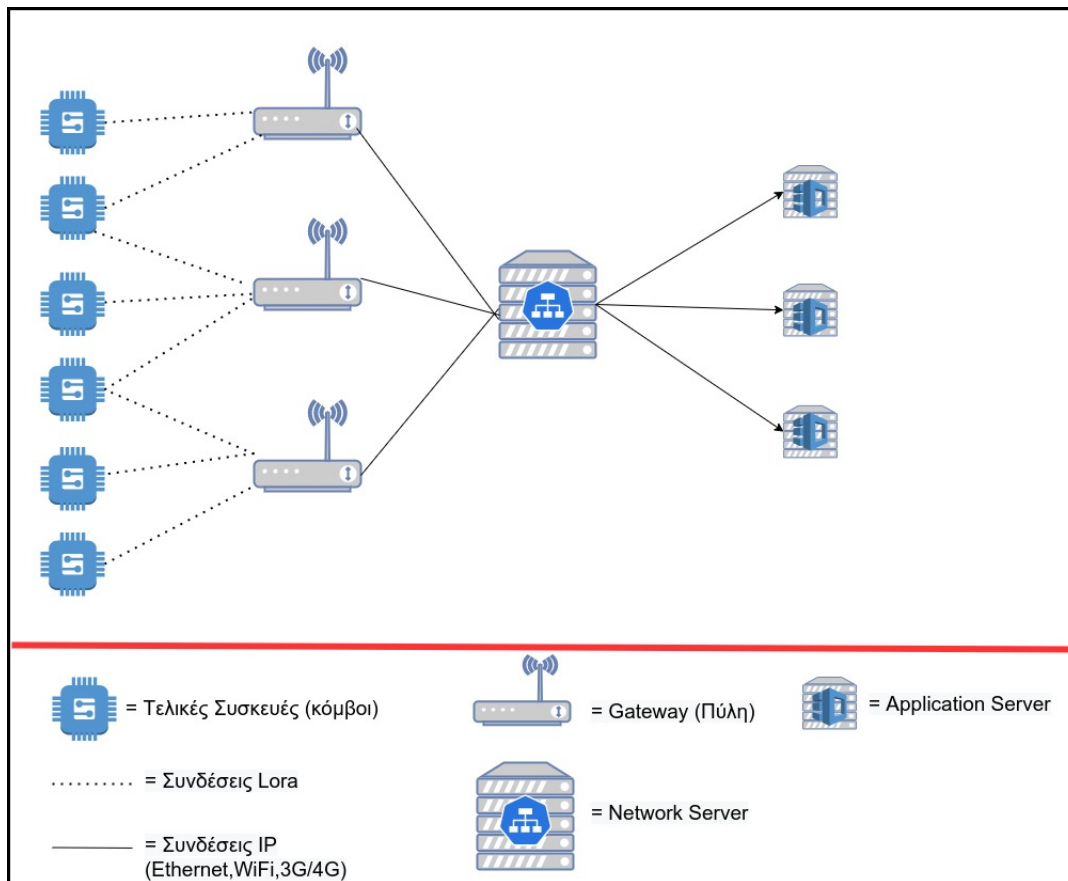 = Τελικές Συσκευές (κόμβοι)
= Gateway (Πύλη)
= Application Server
= Συνδέσεις Lora
= Network Server
= Συνδέσεις IP
(Ethernet,WiFi,3G/4G)